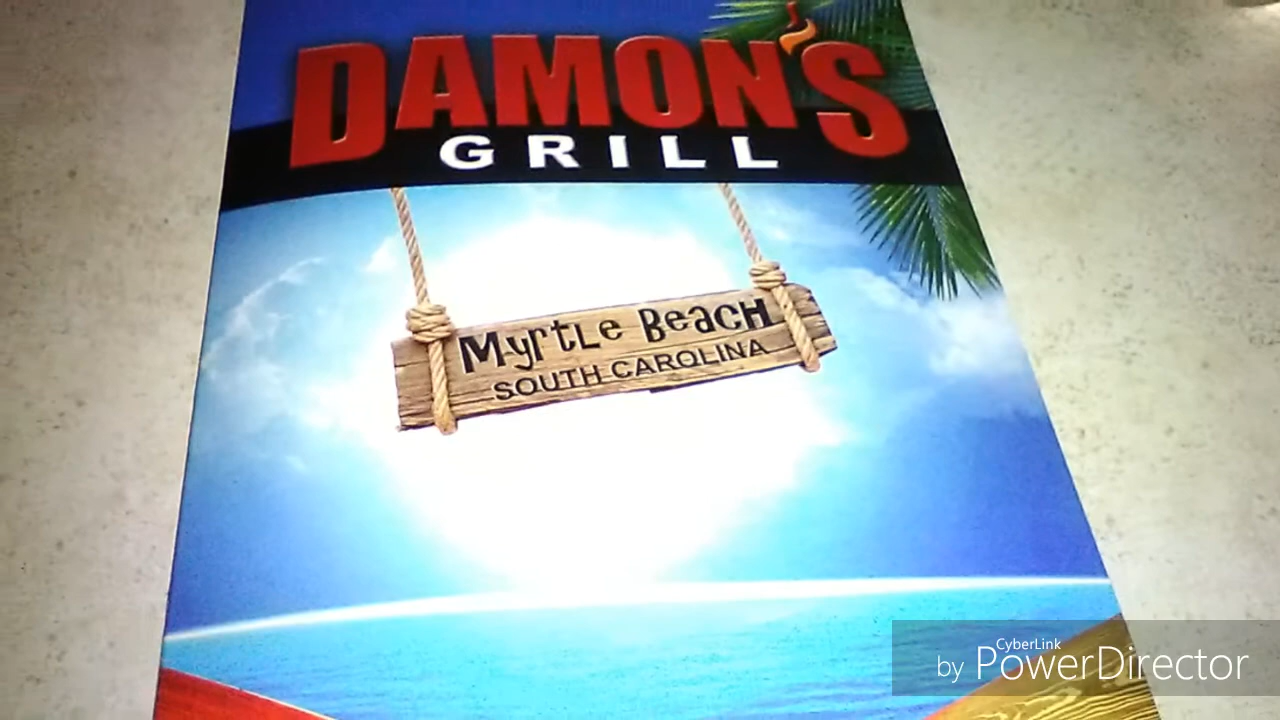 DAMON'S
GRILL
Myrtle Beach
SOUTH CAROLINA
CyberLink
by PowerDirector